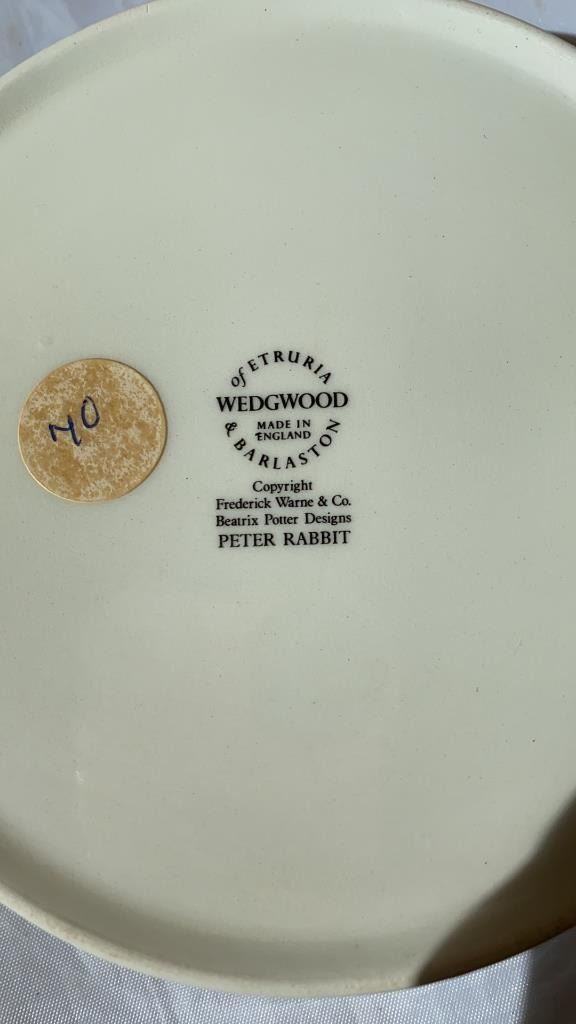 of ETRURIA
WEDGWOOD
MADE IN
ENGLAND
& BARLASTON
Copyright
Frederick Warne & Co.
Beatrix Potter Designs
PETER RABBIT
40